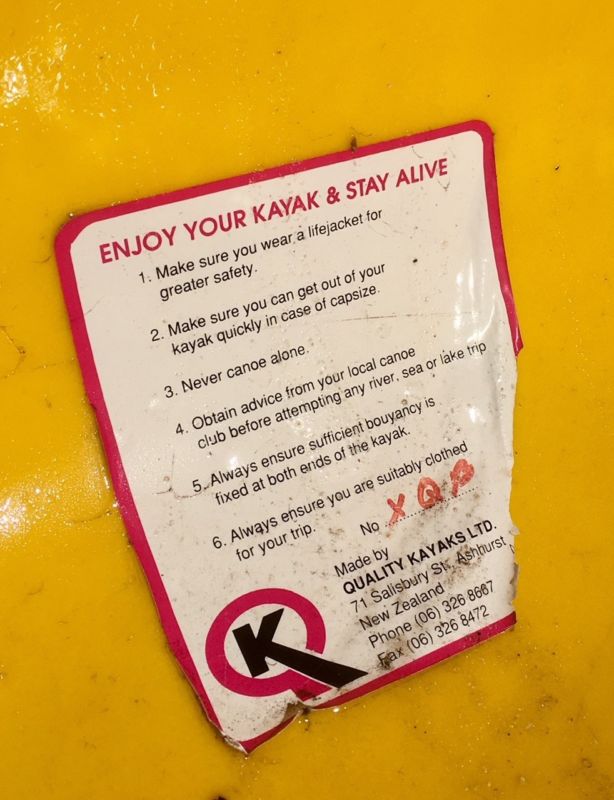 ENJOY YOUR KAYAK & STAY ALIVE
1. Make sure you wear a lifejacket for
greater safety.
2. Make sure you can get out of your
kayak quickly in case of capsize.
3. Never canoe alone.
4. Obtain advice from your local canoe
club before attempting any river, sea or lake trip
5. Always ensure sufficient bouyancy is
fixed at both ends of the kayak.
6. Always ensure you are suitably clothed
for your trip.
No X Q
Made by
QUALITY KAYAKS LTD.
71 Salisbury St, Ashhurst
New Zealand
Phone (06) 326 8667
Fax (06) 326 8472
K